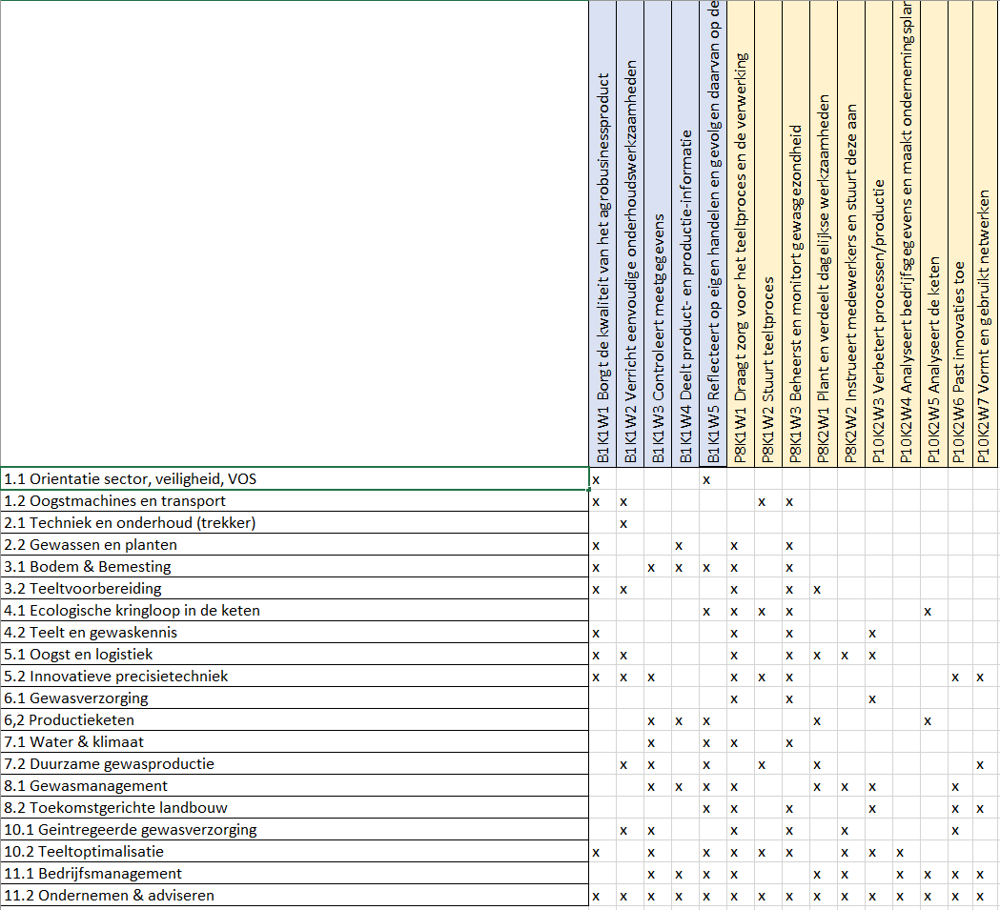 B1K1W1 Borgt de kwaliteit van het agrobusinessproduct
B1K1W2 Verricht eenvoudige onderhoudswerkzaamheden
B1K1W3 Controleert meetgegevens
B1K1W4 Deelt product- en productie-informatie
B1K1W5 Reflecteert op eigen handelen en gevolgen daarvan op de
P8K1W1 Draagt zorg voor het teeltproces en de verwerking
P8K1W2 Stuurt teeltproces
P8K1W3 Beheerst en monitort gewasgezondheid
P8K2W1 Plant en verdeelt dagelijkse werkzaamheden
P8K2W2 Instrueert medewerkers en stuurt deze aan
P10K2W3 Verbetert processen/productie
P10K2W4 Analyseert bedrijfsgegevens en maakt ondernemingsplan
P10K2W5 Analyseert de keten
P10K2W6 Past innovaties toe
P10K2W7 Vormt en gebruikt netwerken
1.1 Orientatie sector, veiligheid, VOS x x
1.2 Oogstmachines en transport x x x x
2.1 Techniek en onderhoud (trekker) x
2.2 Gewassen en planten x x x x
3.1 Bodem & Bemesting x x x x x x
3.2 Teeltvoorbereiding x x x x x
4.1 Ecologische kringloop in de keten x x x x x
4.2 Teelt en gewaskennis x x x x
5.1 Oogst en logistiek x x x x x x x
5.2 Innovatieve precisietechniek x x x x x x x x
6.1 Gewasverzorging x x x
6,2 Productieketen x x x x x
7.1 Water & klimaat x x x x
7.2 Duurzame gewasproductie x x x x x x
8.1 Gewasmanagement x x x x x x x x
8.2 Toekomstgerichte landbouw x x x x x x
10.1 Geintregeerde gewasverzorging x x x x x x
10.2 Teeltoptimalisatie x x x x x x x x x
11.1 Bedrijfsmanagement x x x x x x x x x x
11.2 Ondernemen & adviseren x x x x x x x x x x x x x x x